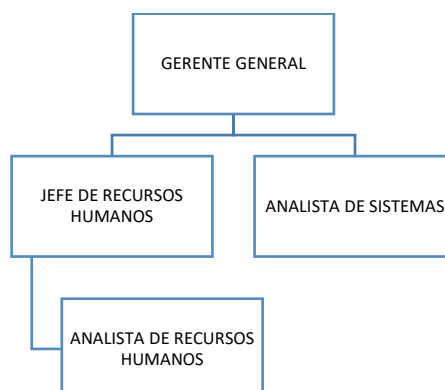 GERENTE GENERAL
JEFE DE RECURSOS
HUMANOS
ANALISTA DE SISTEMAS
ANALISTA DE RECURSOS
HUMANOS